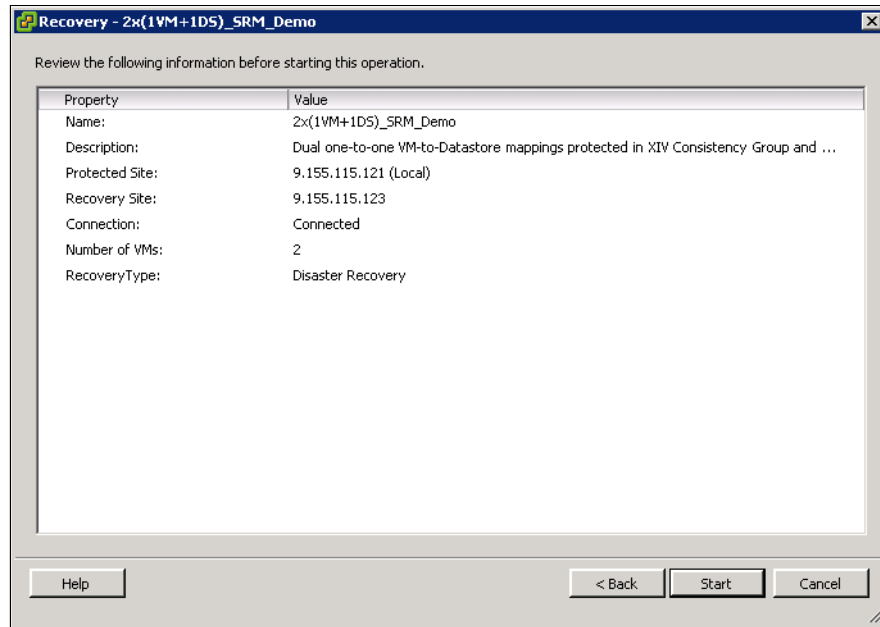 Recovery - 2x(1VM+1DS)_SRM_Demo
Review the following information before starting this operation.
Property Value
Name: 2x(1VM+1DS)_SRM_Demo
Description: Dual one-to-one VM-to-Datastore mappings protected in XIV Consistency Group and ...
Protected Site: 9.155.115.121 (Local)
Recovery Site: 9.155.115.123
Connection: Connected
Number of VMs: 2
RecoveryType: Disaster Recovery
Help < Back Start Cancel